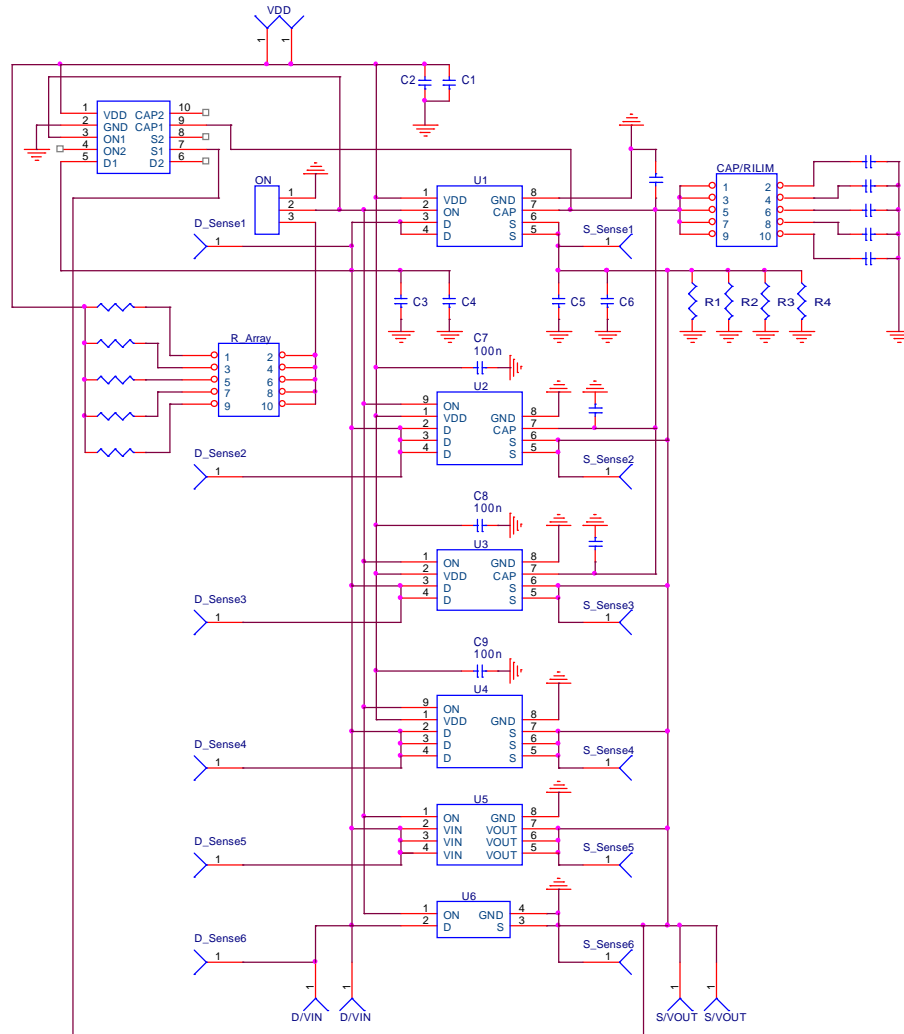 VDD
1 1
C2 C1
1 VDD CAP2 10
2 GND CAP1 9
3 ON1 S2 8
4 ON2 S1 7
5 D1 D2 6
ON
1
2
3
U1
1 VDD GND 8
2 ON CAP 7
3 D S 6
4 D S 5
CAP/RILIM
1 2
3 4
5 6
7 8
9 10
D_Sense1
1
S_Sense1
1
C3 C4 C5 C6
R1 R2 R3 R4
R_Array
1 2
3 4
5 6
7 8
9 10
C7
100n
U2
9 ON
1 VDD GND 8
2 D CAP 7
3 D S 6
4 D S 5
D_Sense2
1
S_Sense2
1
C8
100n
U3
1 ON GND 8
2 VDD CAP 7
3 D S 6
4 D S 5
D_Sense3
1
S_Sense3
1
C9
100n
U4
9 ON
1 VDD GND 8
2 D S 7
3 D S 6
4 D S 5
D_Sense4
1
S_Sense4
1
U5
1 ON GND 8
2 VIN VOUT 7
3 VIN VOUT 6
4 VIN VOUT 5
D_Sense5
1
S_Sense5
1
U6
1 ON GND 4
2 D S 3
D_Sense6
1
S_Sense6
1
1 1 1 1
D/VIN D/VIN S/VOUT S/VOUT